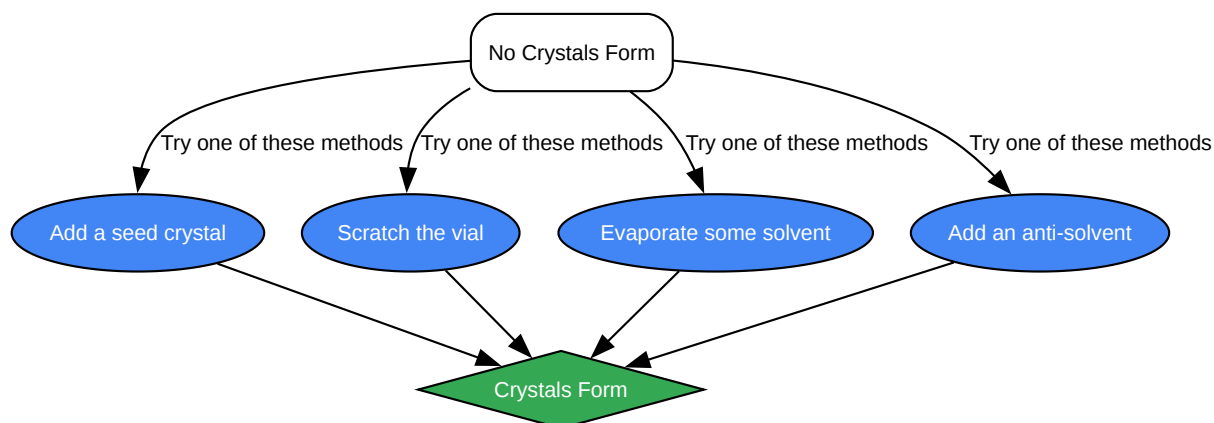 No Crystals Form
Try one of these methods
Try one of these methods
Try one of these methods
Try one of these methods
Add a seed crystal
Scratch the vial
Evaporate some solvent
Add an anti-solvent
Crystals Form